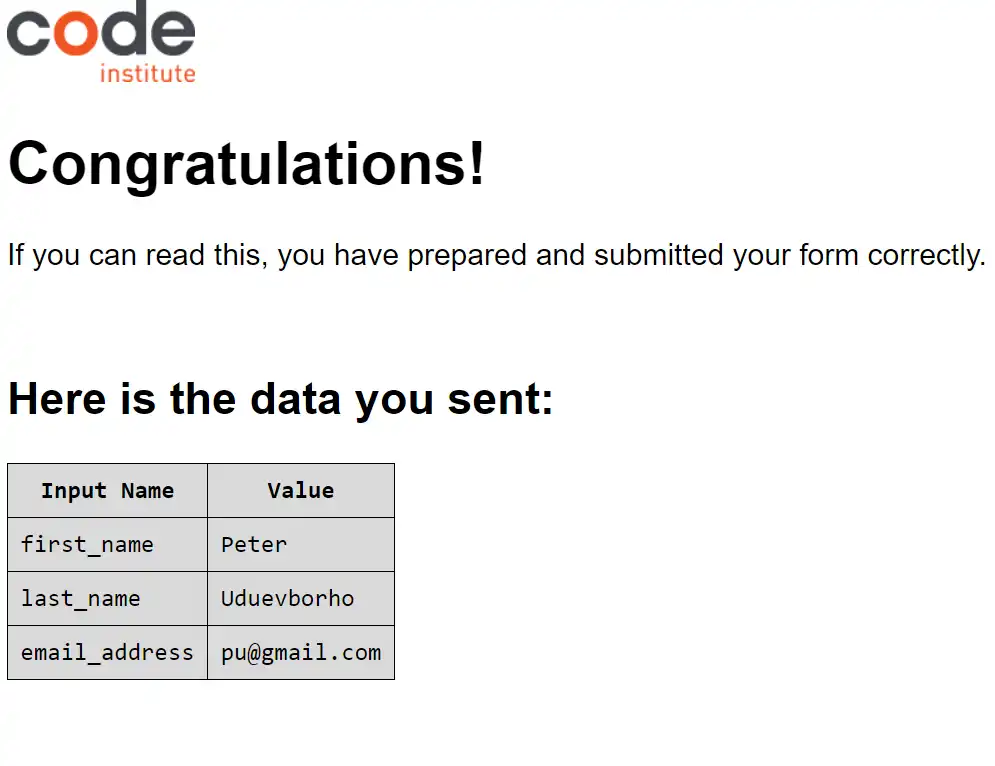 code
institute
Congratulations!
If you can read this, you have prepared and submitted your form correctly.
Here is the data you sent:
Input Name Value
first_name Peter
last_name Uduevborho
email_address pu@gmail.com